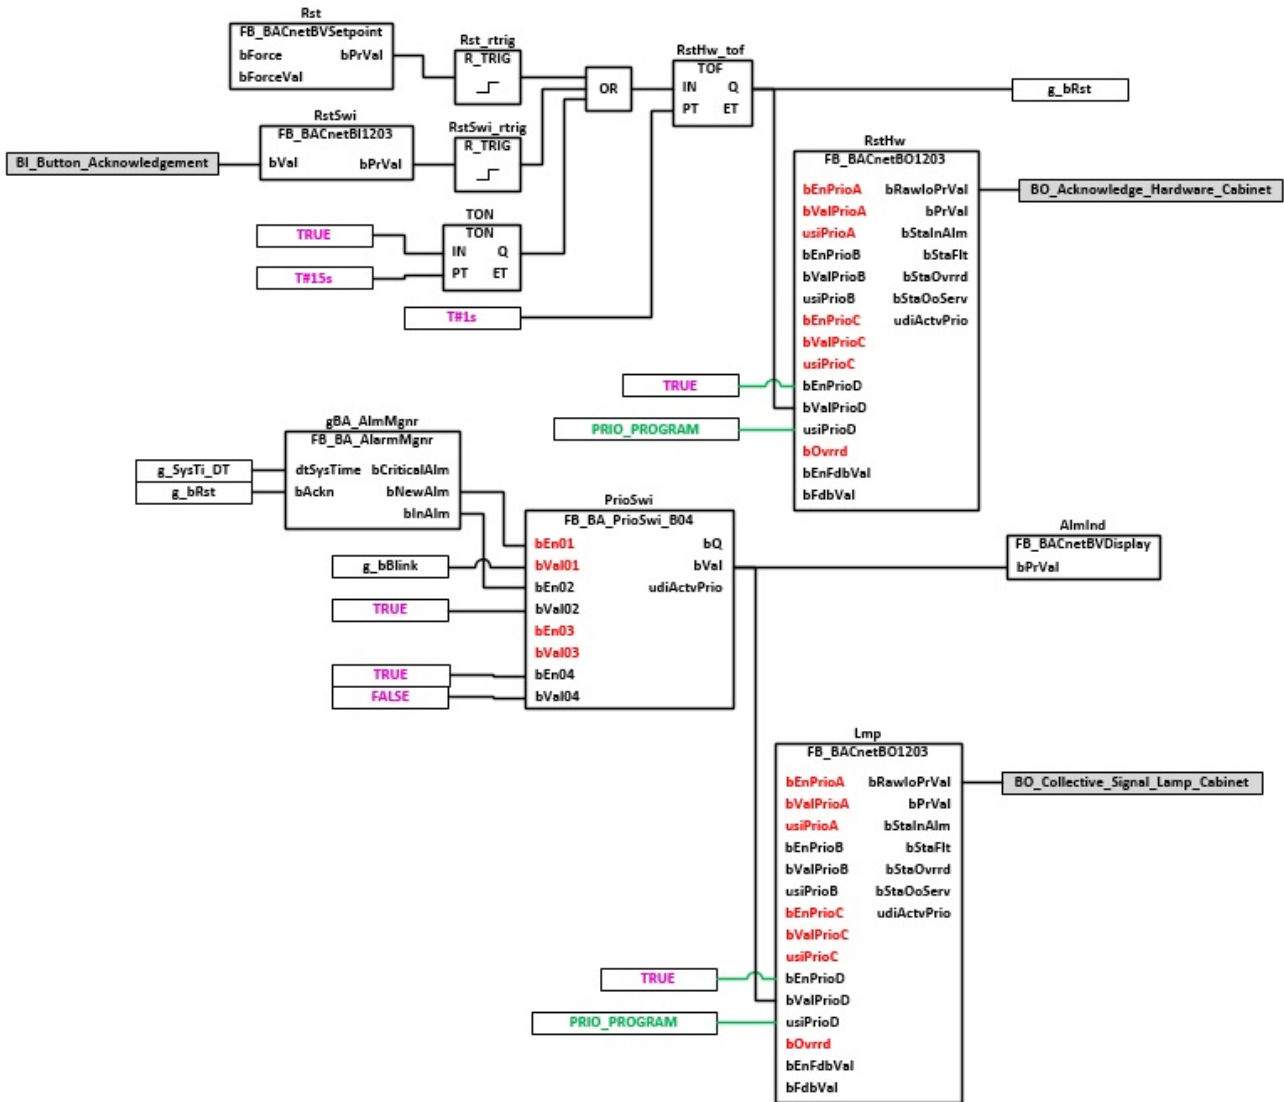 Rst
FB_BACnetBVSetpoint
bForce bPrVal
bForceVal
Rst_rtrig
R_TRIG
RstSwi
FB_BACnetBI1203
bVal bPrVal
BI_Button_Acknowledgement
RstSwi_rtrig
R_TRIG
OR
RstHw_tof
TOF
IN Q
PT ET
g_bRst
TON
TON
IN Q
PT ET
TRUE
T#15s
T#1s
RstHw
FB_BACnetBO1203
bEnPrioA bRawIoPrVal
bValPrioA bPrVal
usiPrioA bStaInAlm
bEnPrioB bStaFlt
bValPrioB bStaOvrrd
usiPrioB bStaOoServ
bEnPrioC udiActvPrio
bValPrioC
usiPrioC
bEnPrioD
bValPrioD
usiPrioD
bOvrrd
bEnFdbVal
bFdbVal
BO_Acknowledge_Hardware_Cabinet
TRUE
PRIO_PROGRAM
gBA_AlmMgnr
FB_BA_AlarmMgnr
dtSysTime bCriticalAlm
bAckn bNewAlm
bInAlm
g_SysTi_DT
g_bRst
PrioSwi
FB_BA_PrioSwi_B04
bEn01 bQ
bVal01 bVal
bEn02 udiActvPrio
bVal02
bEn03
bVal03
bEn04
bVal04
g_bBlink
TRUE
TRUE
FALSE
AlmInd
FB_BACnetBVDisplay
bPrVal
Lmp
FB_BACnetBO1203
bEnPrioA bRawIoPrVal
bValPrioA bPrVal
usiPrioA bStaInAlm
bEnPrioB bStaFlt
bValPrioB bStaOvrrd
usiPrioB bStaOoServ
bEnPrioC udiActvPrio
bValPrioC
usiPrioC
bEnPrioD
bValPrioD
usiPrioD
bOvrrd
bEnFdbVal
bFdbVal
BO_Collective_Signal_Lamp_Cabinet
TRUE
PRIO_PROGRAM